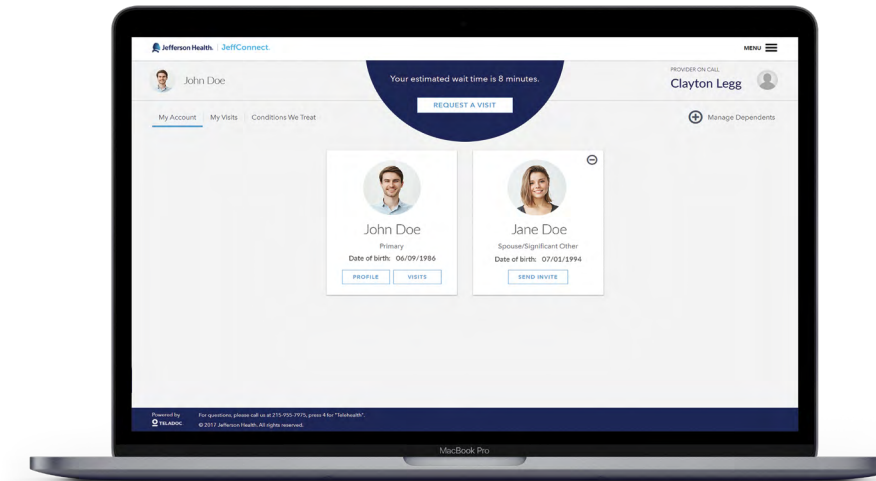 Jefferson Health. | JeffConnect.
MENU
John Doe
Your estimated wait time is 8 minutes.
REQUEST A VISIT
PROVIDER ON CALL
Clayton Legg
My Account | My Visits | Conditions We Treat
Manage Dependents
John Doe
Primary
Date of birth: 06/09/1986
PROFILE VISITS
Jane Doe
Spouse/Significant Other
Date of birth: 07/01/1994
SEND INVITE
Powered by
TELADOC
For questions, please call us at 215-955-7975, press 4 for "Telehealth".
© 2017 Jefferson Health. All rights reserved.
MacBook Pro